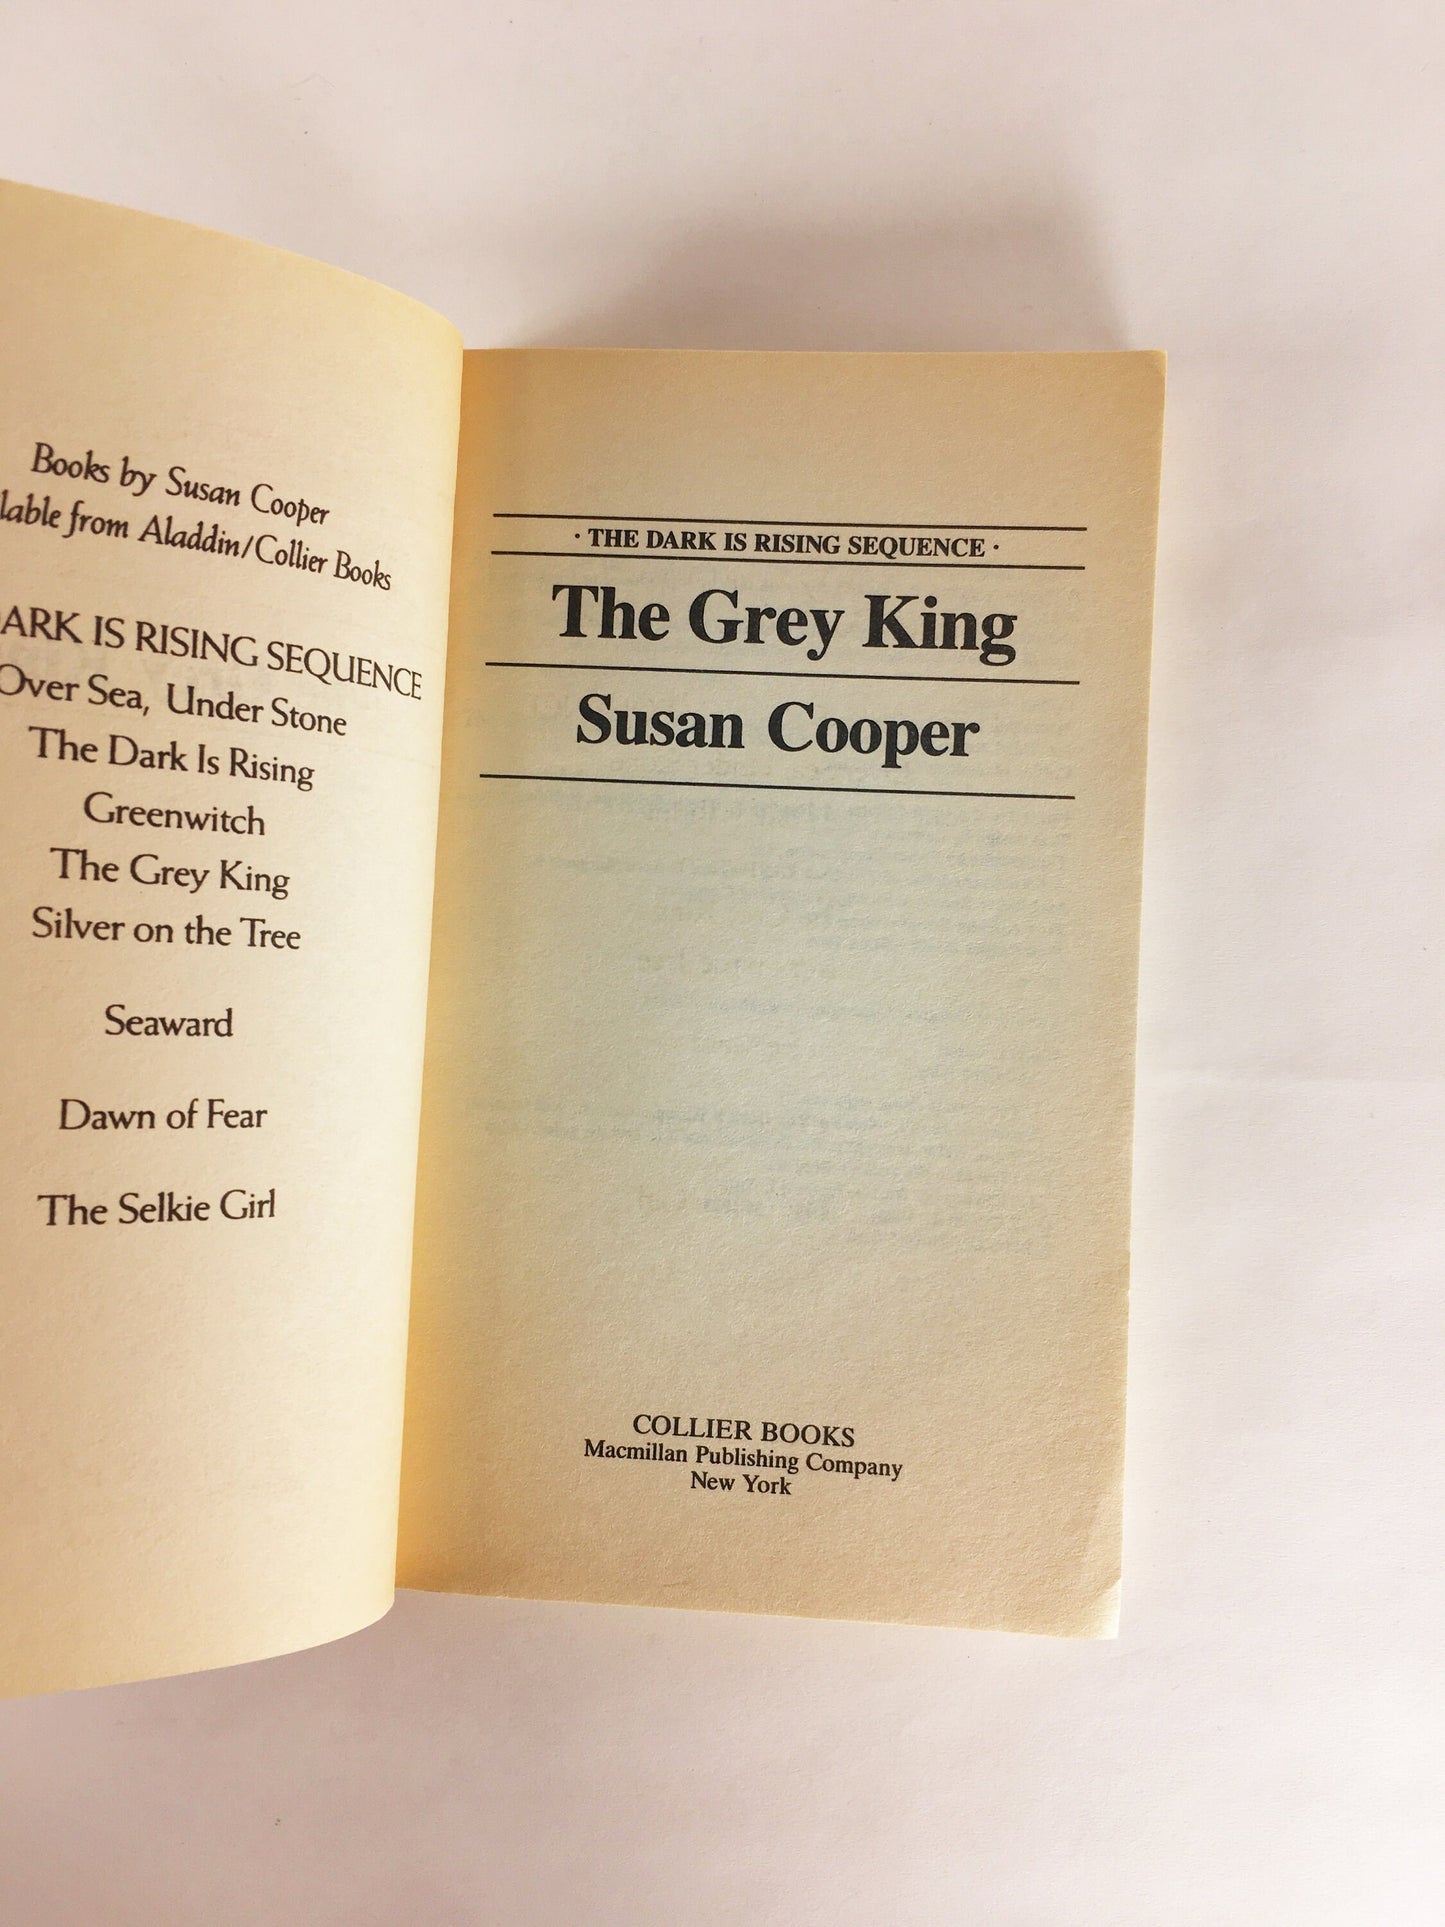 Books by Susan Cooper
from Aladdin/Collier Books
IS RISING SEQUENCE
Over Sea, Under Stone
The Dark Is Rising
Greenwitch
The Grey King
Silver on the Tree
Seaward
Dawn of Fear
The Selkie Girl
· THE DARK IS RISING SEQUENCE ·
The Grey King
Susan Cooper
COLLIER BOOKS
Macmillan Publishing Company
New York